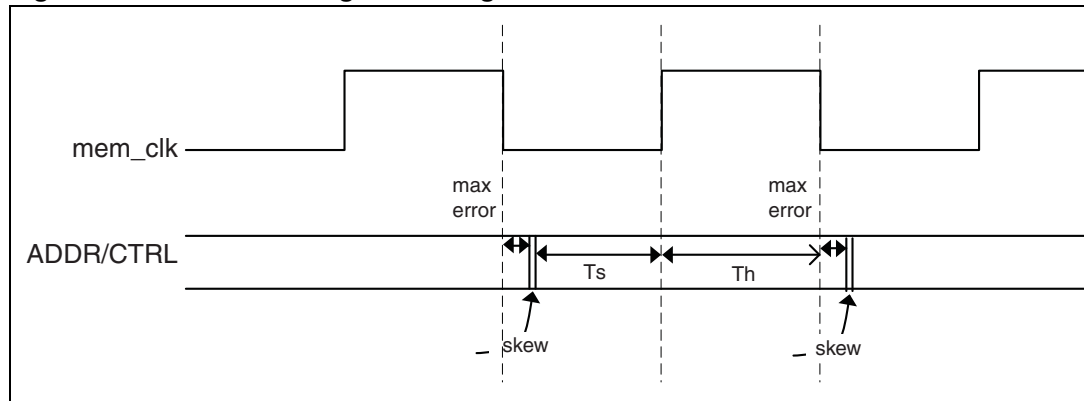 mem_clk
max
error
max
error
ADDR/CTRL
Ts
Th
skew
skew